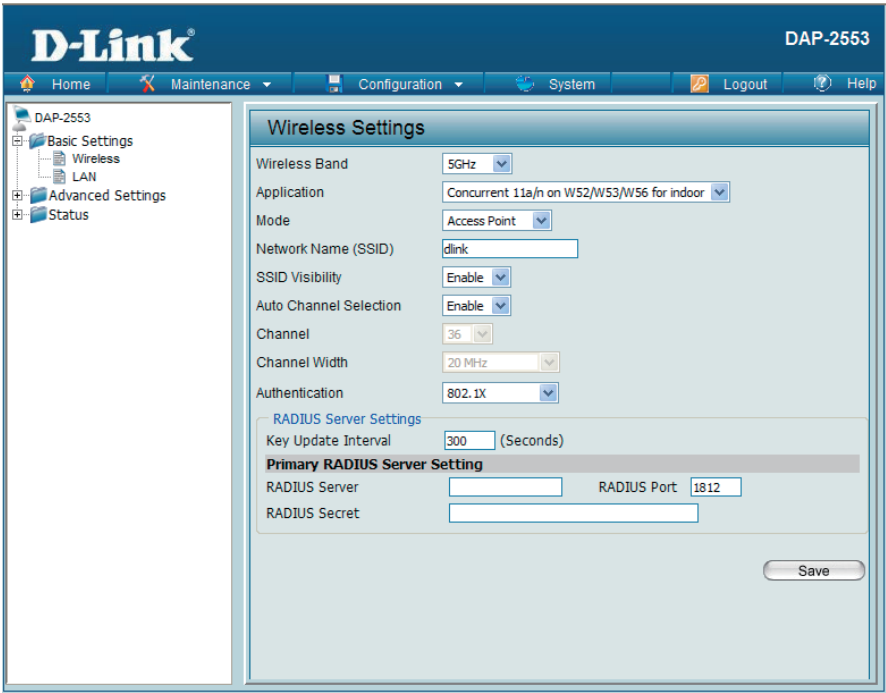 D-Link®
DAP-2553
Home Maintenance Configuration System Logout Help
DAP-2553
Basic Settings
Wireless
LAN
Advanced Settings
Status
Wireless Settings
Wireless Band 5GHz
Application Concurrent 11a/n on W52/W53/W56 for indoor
Mode Access Point
Network Name (SSID) dlink
SSID Visibility Enable
Auto Channel Selection Enable
Channel 36
Channel Width 20 MHz
Authentication 802.1X
RADIUS Server Settings
Key Update Interval 300 (Seconds)
Primary RADIUS Server Setting
RADIUS Server RADIUS Port 1812
RADIUS Secret
Save